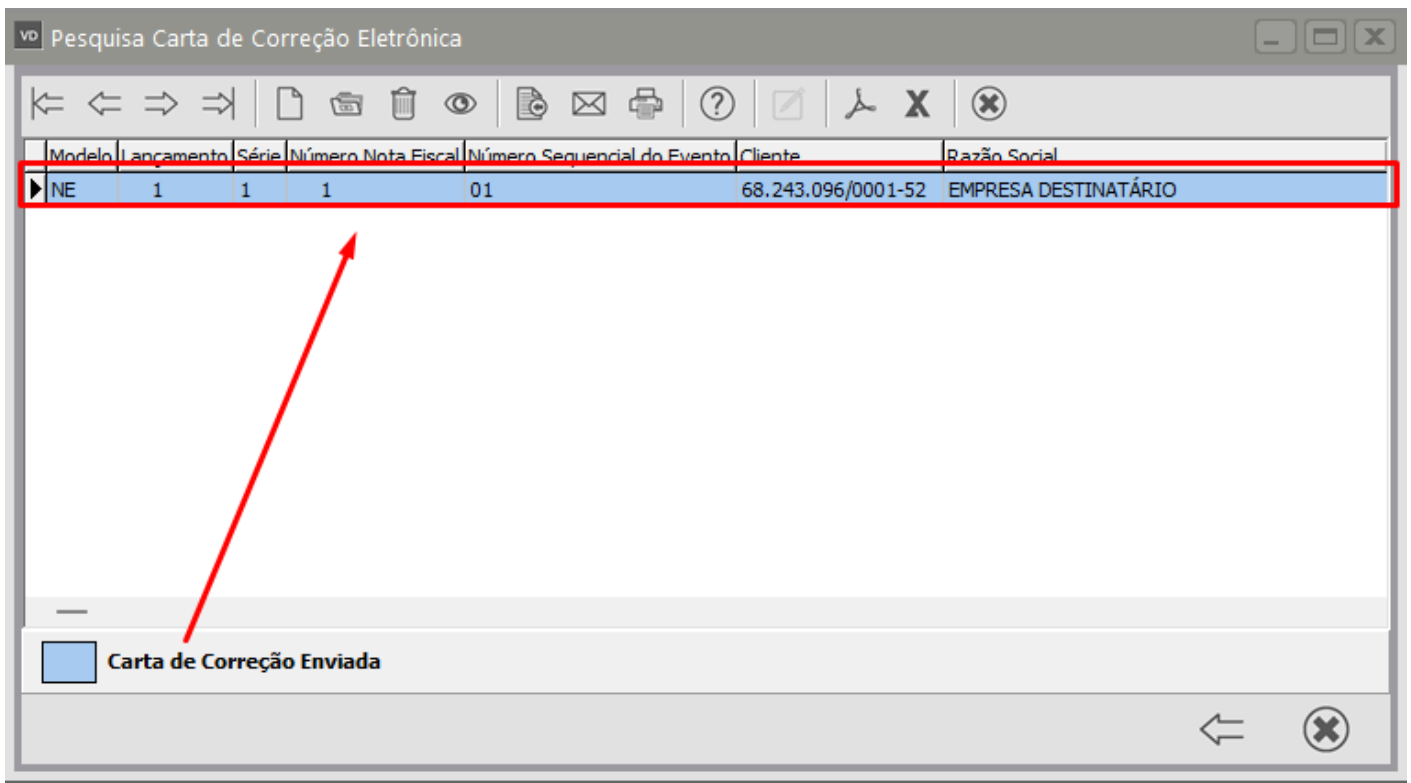 VD Pesquisa Carta de Correção Eletrônica
Modelo Lançamento Série Número Nota Fiscal Número Sequencial do Evento Cliente Razão Social
NE 1 1 1 01 68.243.096/0001-52 EMPRESA DESTINATÁRIO
Carta de Correção Enviada